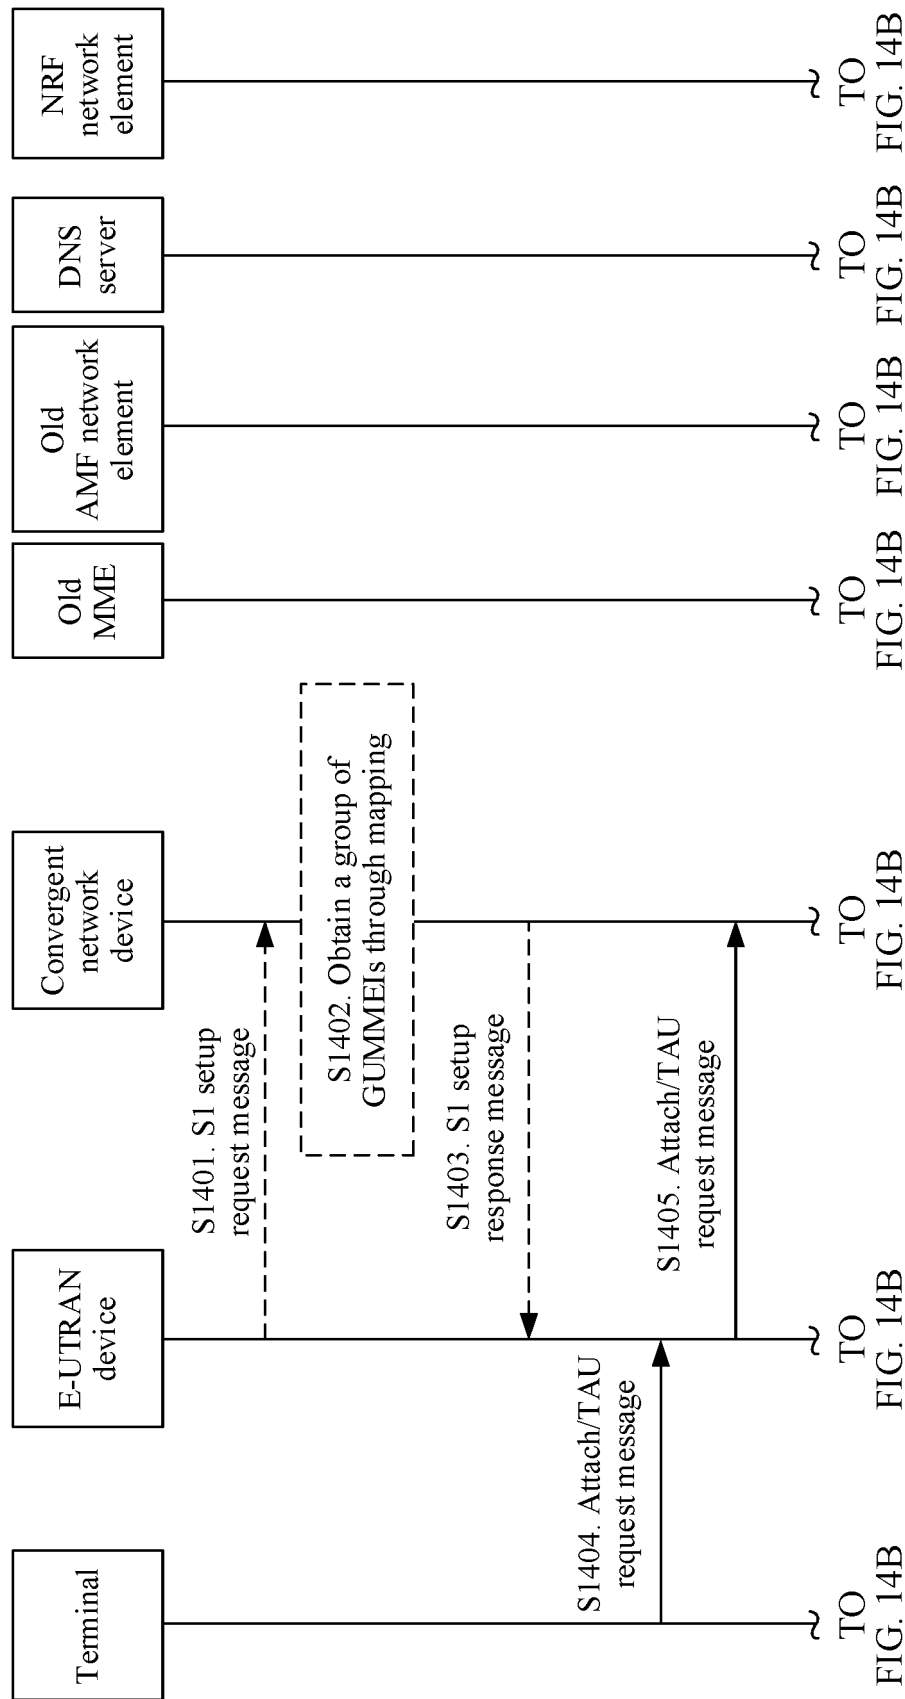 Terminal
E-UTRAN
device
Convergent
network
device
Old
MME
Old
AMF network
element
DNS
server
NRF
network
element
S1401. S1 setup
request message
S1402. Obtain a group of
GUMMEIs through mapping
S1403. S1 setup
response message
S1404. Attach/TAU
request message
S1405. Attach/TAU
request message
TO
FIG. 14B
TO
FIG. 14B
TO
FIG. 14B
TO
FIG. 14B
TO
FIG. 14B
TO
FIG. 14B
TO
FIG. 14B